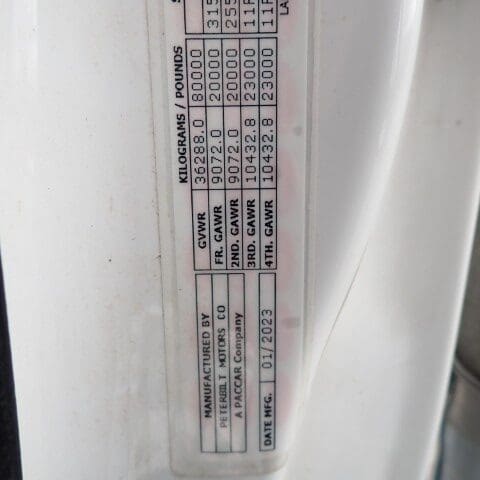 MANUFACTURED BY
PETERBILT MOTORS CO
A PACCAR Company
DATE MFG. 01/2023
KILOGRAMS / POUNDS
GVWR 36288.0 80000
FR. GAWR 9072.0 20000
2ND. GAWR 9072.0 20000
3RD. GAWR 10432.8 23000
4TH. GAWR 10432.8 23000